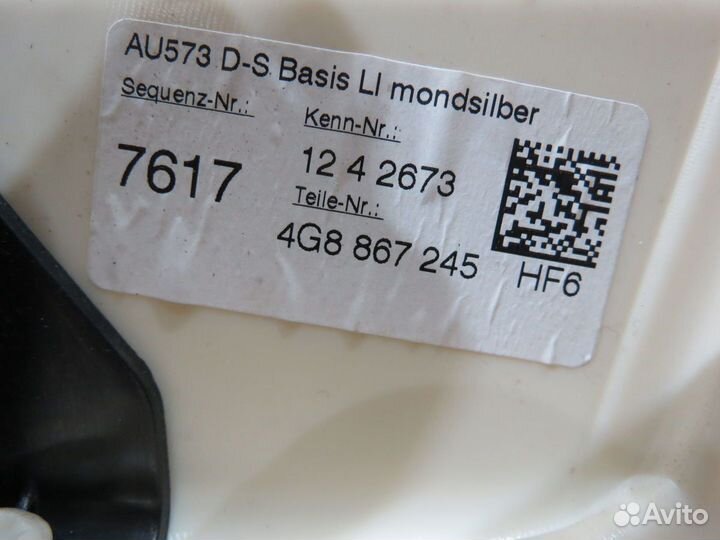 AU573 D-S Basis LI mondsilber
Sequenz-Nr.:
Kenn-Nr.:
7617
12 4 2673
Teile-Nr.:
4G8 867 245
HF6
Avito